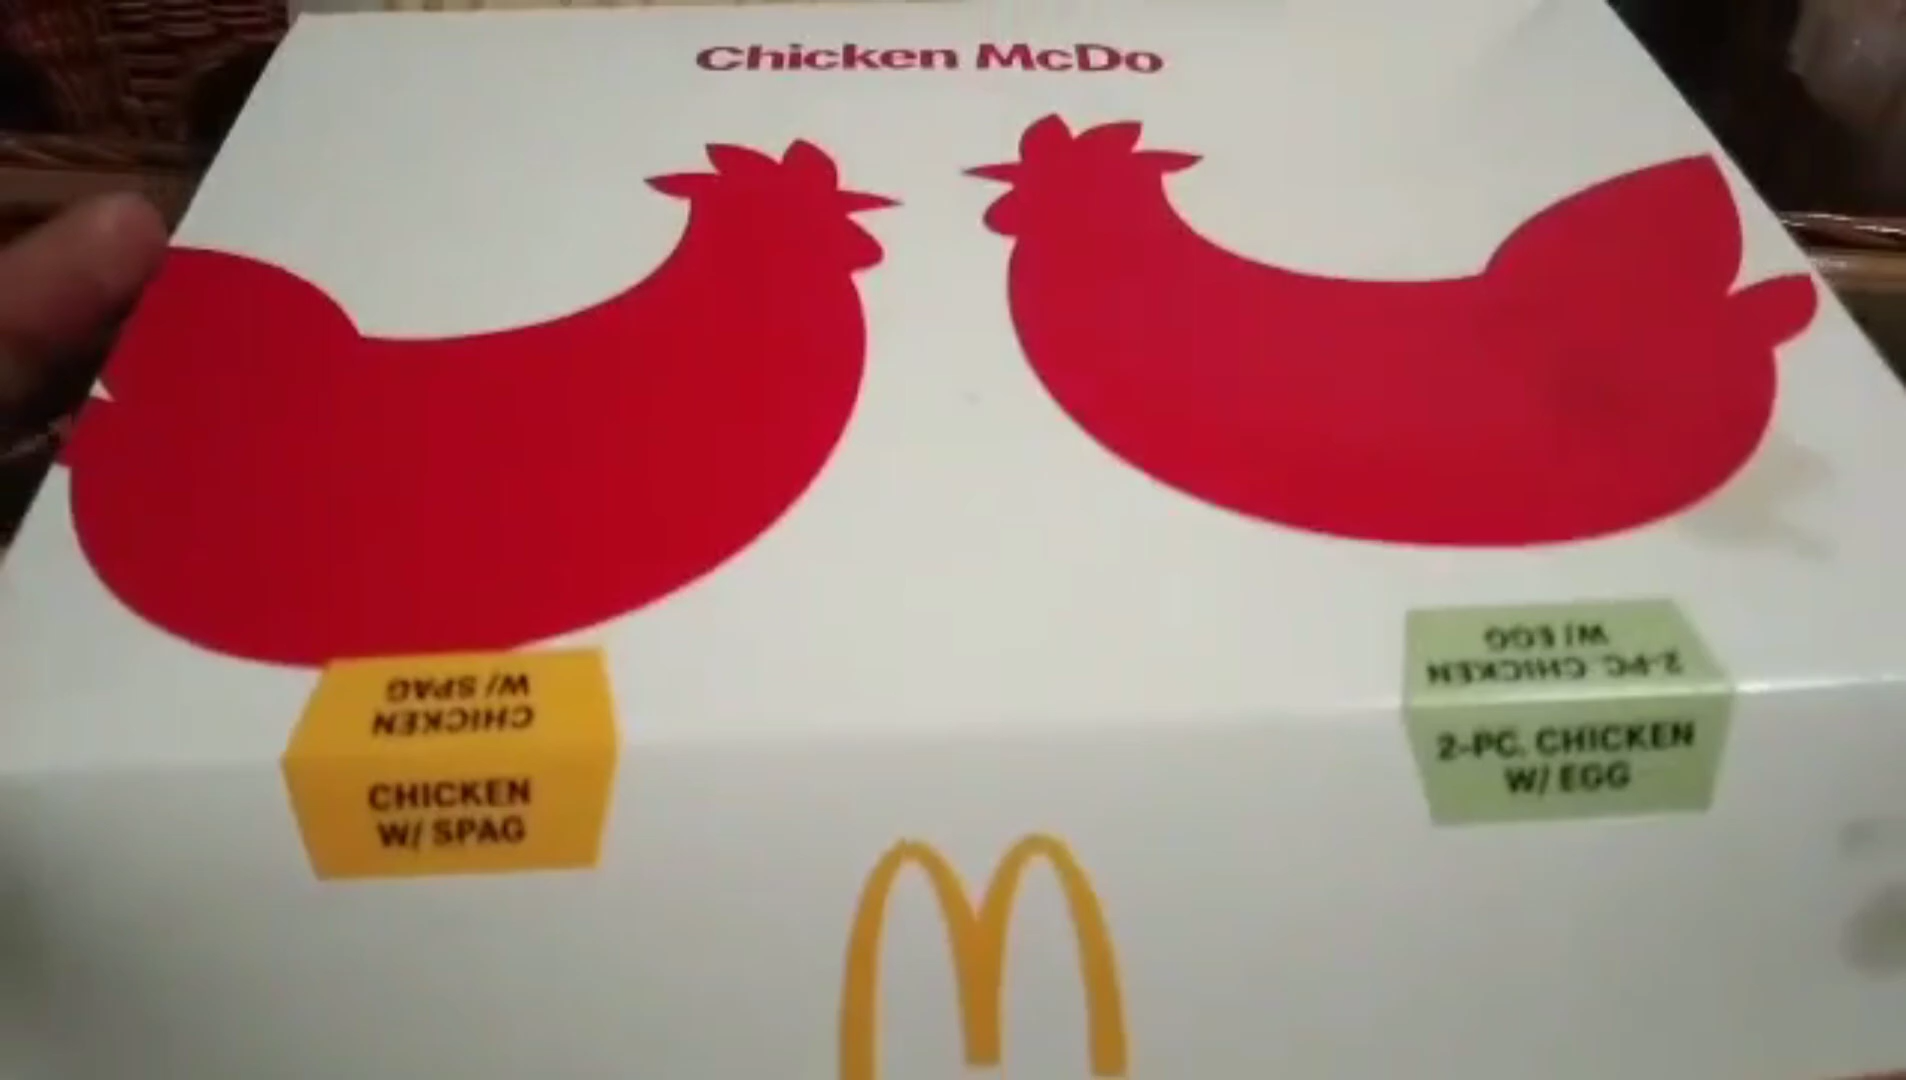 Chicken McDo
W/ SPAG
CHICKEN
CHICKEN
W/ SPAG
W/ EGG
2-PC. CHICKEN
2-PC. CHICKEN
W/ EGG